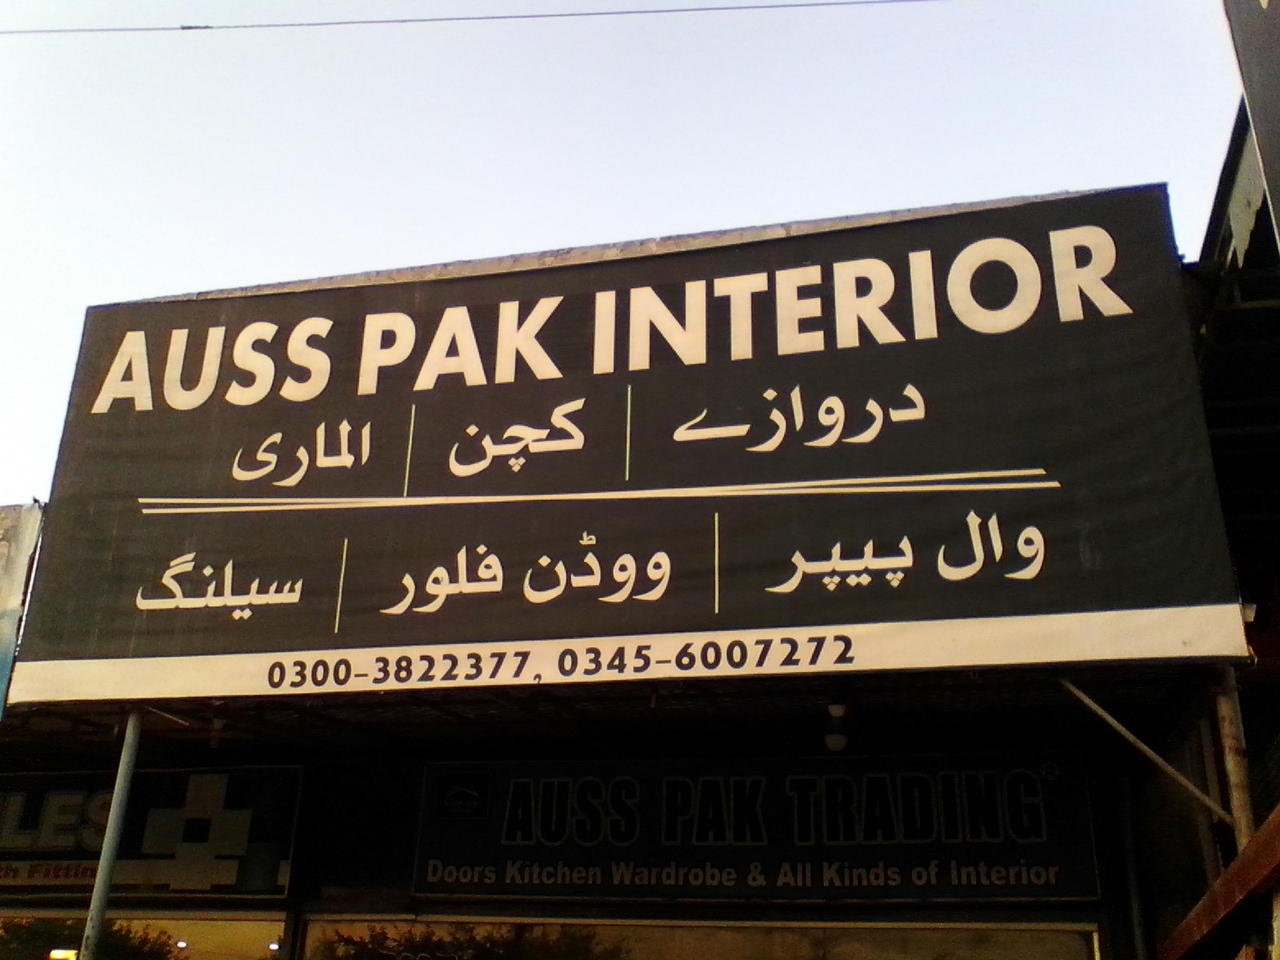 AUSS PAK INTERIOR
دروازے | کچن | الماری
وال پیپر | ووڈن فلور | سیلنگ
0300-3822377, 0345-6007272
AUSS PAK TRADING
Doors Kitchen Wardrobe & All Kinds of Interior